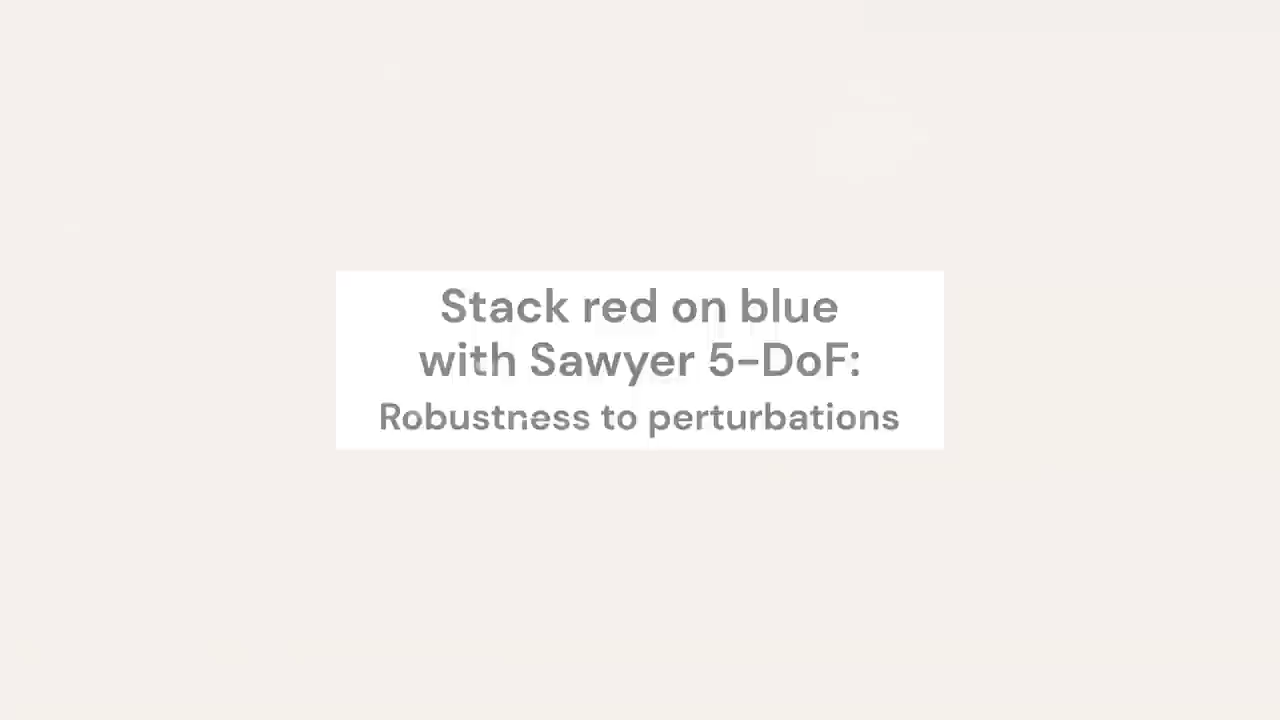 Stack red on blue
with Sawyer 5-DoF:
Robustness to perturbations